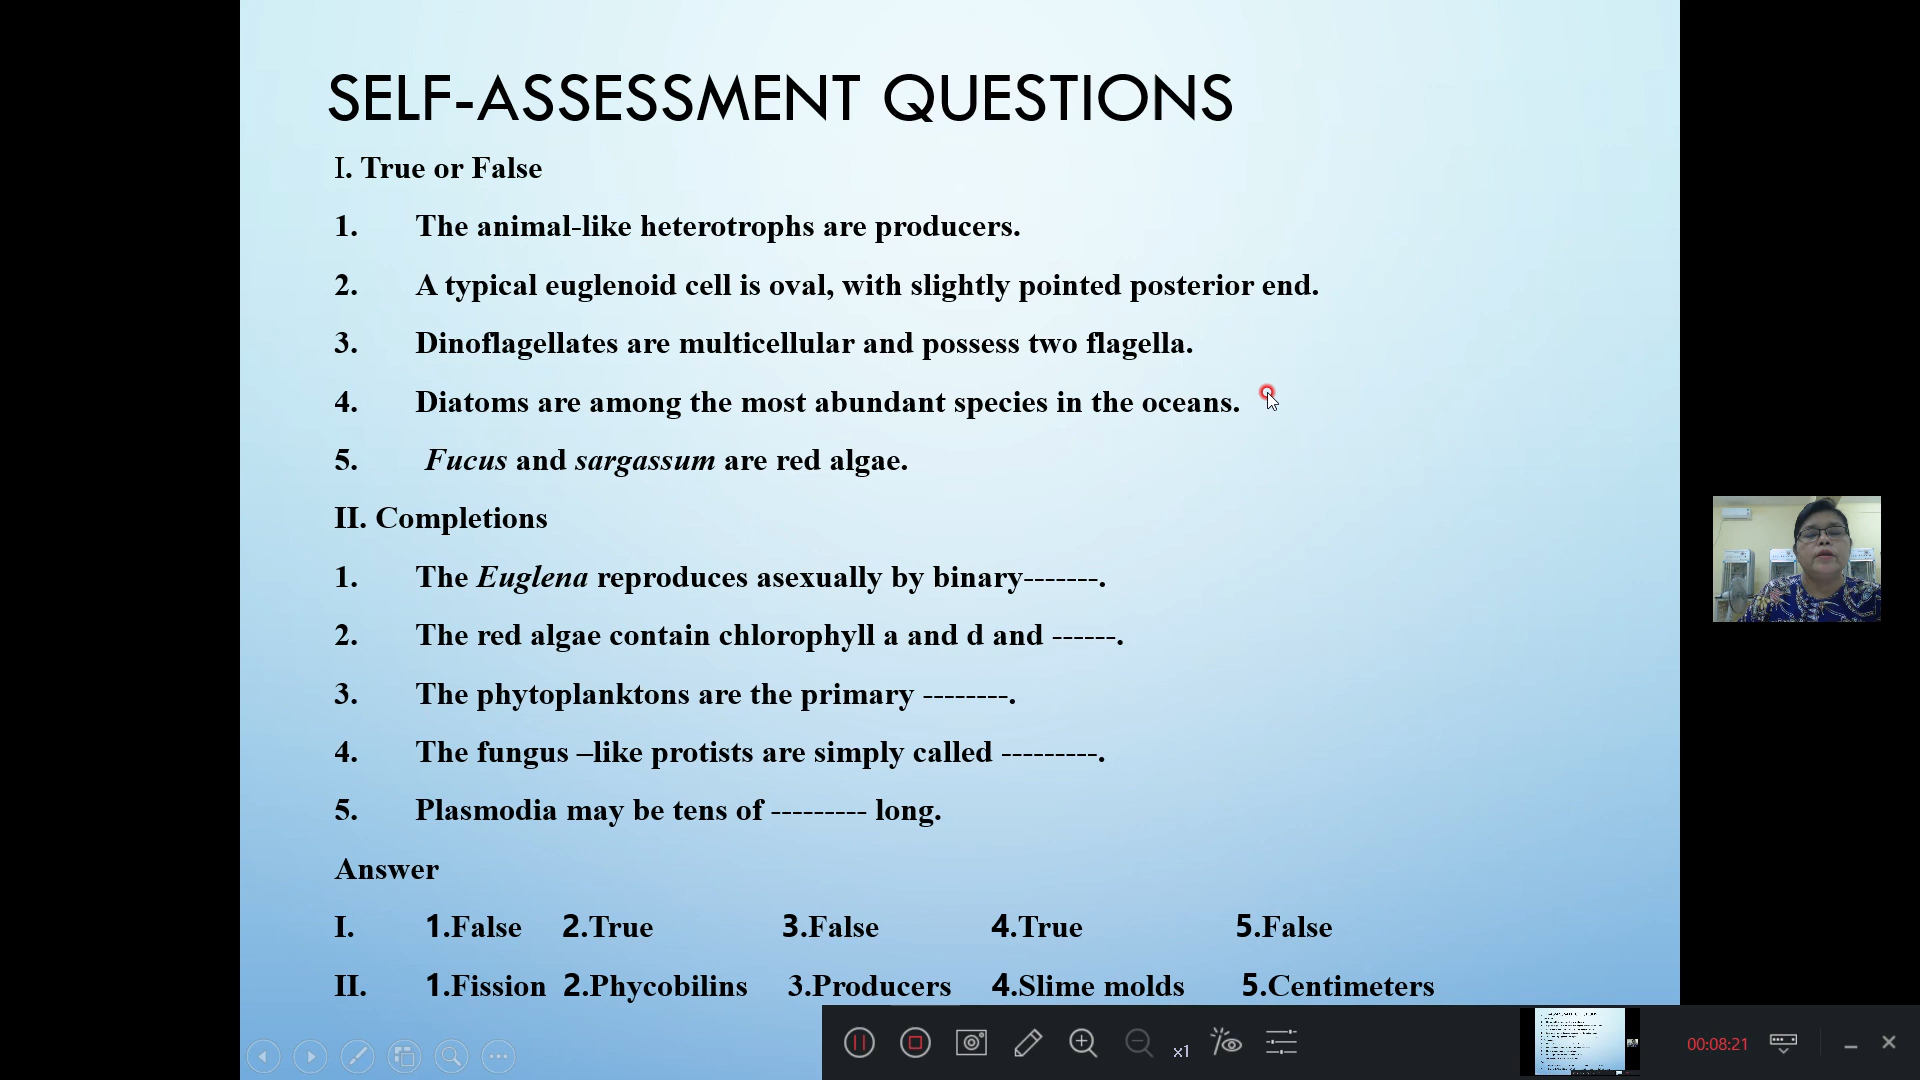 SELF-ASSESSMENT QUESTIONS
I. True or False
1. The animal-like heterotrophs are producers.
2. A typical euglenoid cell is oval, with slightly pointed posterior end.
3. Dinoflagellates are multicellular and possess two flagella.
4. Diatoms are among the most abundant species in the oceans.
5. Fucus and sargassum are red algae.
II. Completions
1. The Euglena reproduces asexually by binary-------.
2. The red algae contain chlorophyll a and d and ------.
3. The phytoplanktons are the primary --------.
4. The fungus –like protists are simply called ---------.
5. Plasmodia may be tens of --------- long.
Answer
I. 1.False 2.True 3.False 4.True 5.False
II. 1.Fission 2.Phycobilins 3.Producers 4.Slime molds 5.Centimeters
x1
00:08:21